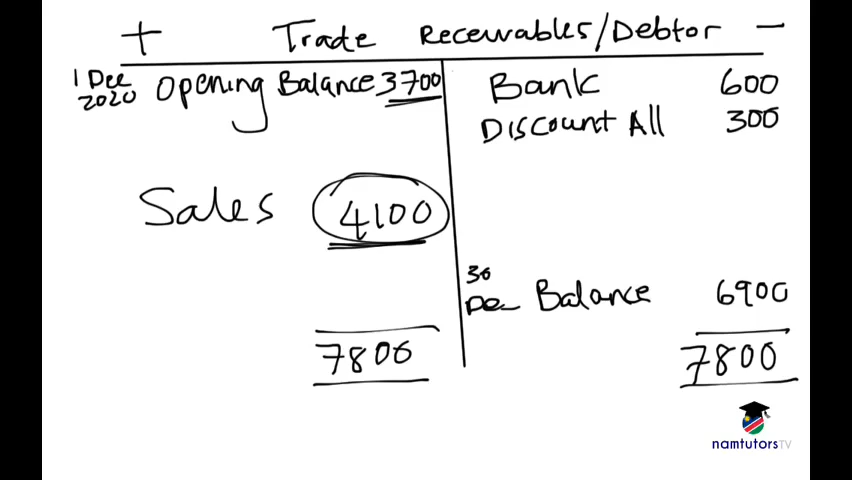 + Trade Receivables/Debtor -
1 Dec 2020 Opening Balance 3700
Bank 600
Discount All 300
Sales 4100
30 Dec Balance 6900
7800 7800
namtutorsTV